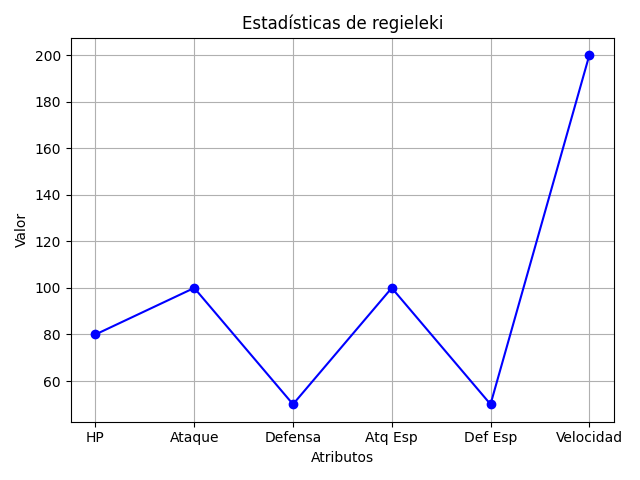 Estadísticas de regieleki
Valor
200
180
160
140
120
100
80
60
HP Ataque Defensa Atq Esp Def Esp Velocidad
Atributos